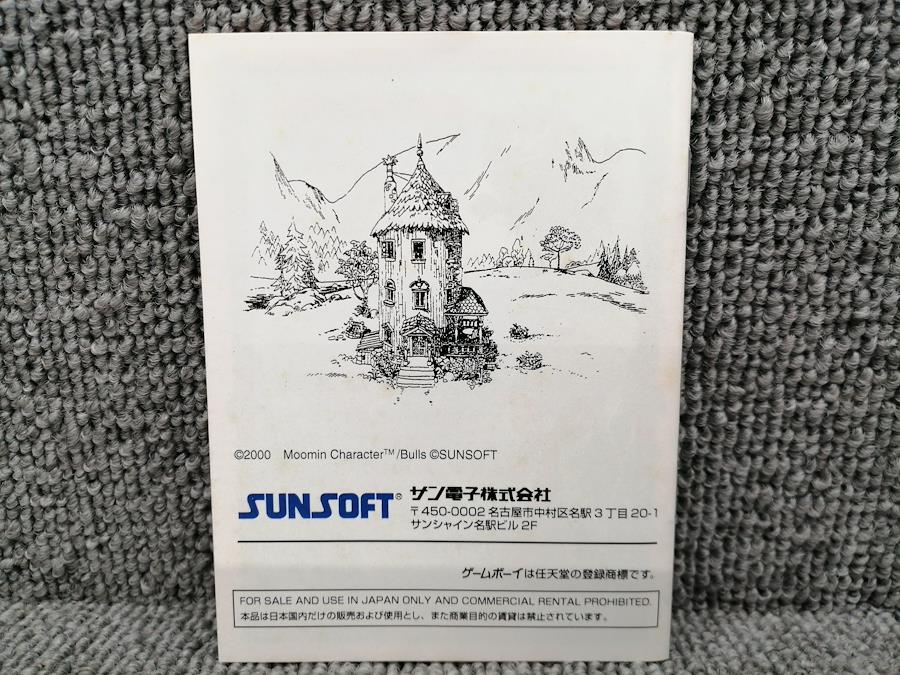 ©2000 Moomin Character™/Bulls ©SUNSOFT
SUNSOFT® サン電子株式会社
〒450-0002 名古屋市中村区名駅3丁目20-1
サンシャイン名駅ビル2F
ゲームボーイは任天堂の登録商標です。
FOR SALE AND USE IN JAPAN ONLY AND COMMERCIAL RENTAL PROHIBITED.
本品は日本国内だけの販売および使用とし、また商業目的の賃貸は禁止されています。